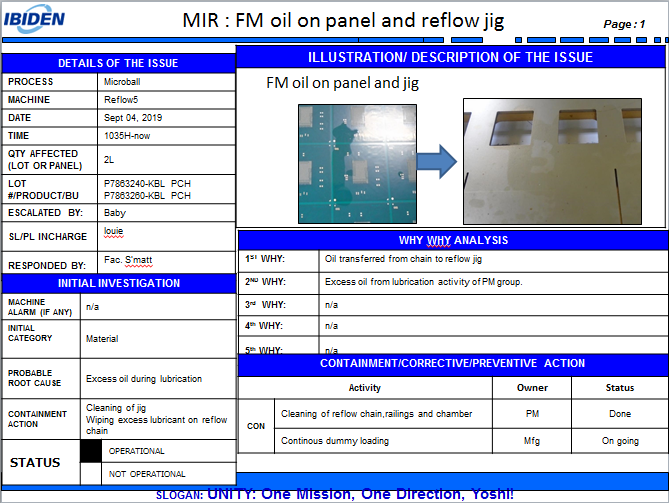 IBIDEN
MIR : FM oil on panel and reflow jig
Page : 1
DETAILS OF THE ISSUE
PROCESS Microball
MACHINE Reflow5
DATE Sept 04, 2019
TIME 1035H-now
QTY AFFECTED
(LOT OR PANEL) 2L
LOT P7863240-KBL PCH
#/PRODUCT/BU P7863260-KBL PCH
ESCALATED BY: Baby
SL/PL INCHARGE louie
RESPONDED BY: Fac. S'matt
INITIAL INVESTIGATION
MACHINE
ALARM (IF ANY) n/a
INITIAL
CATEGORY Material
PROBABLE
ROOT CAUSE Excess oil during lubrication
CONTAINMENT
ACTION
Cleaning of jig
Wiping excess lubricant on reflow
chain
STATUS
OPERATIONAL
NOT OPERATIONAL
ILLUSTRATION/ DESCRIPTION OF THE ISSUE
FM oil on panel and jig
WHY WHY ANALYSIS
1ST WHY: Oil transferred from chain to reflow jig
2ND WHY: Excess oil from lubrication activity of PM group.
3rd WHY: n/a
4th WHY: n/a
5th WHY: n/a
CONTAINMENT/CORRECTIVE/PREVENTIVE ACTION
Activity Owner Status
CON
Cleaning of reflow chain,railings and chamber PM Done
Continous dummy loading Mfg On going
SLOGAN: UNITY: One Mission, One Direction, Yoshi!